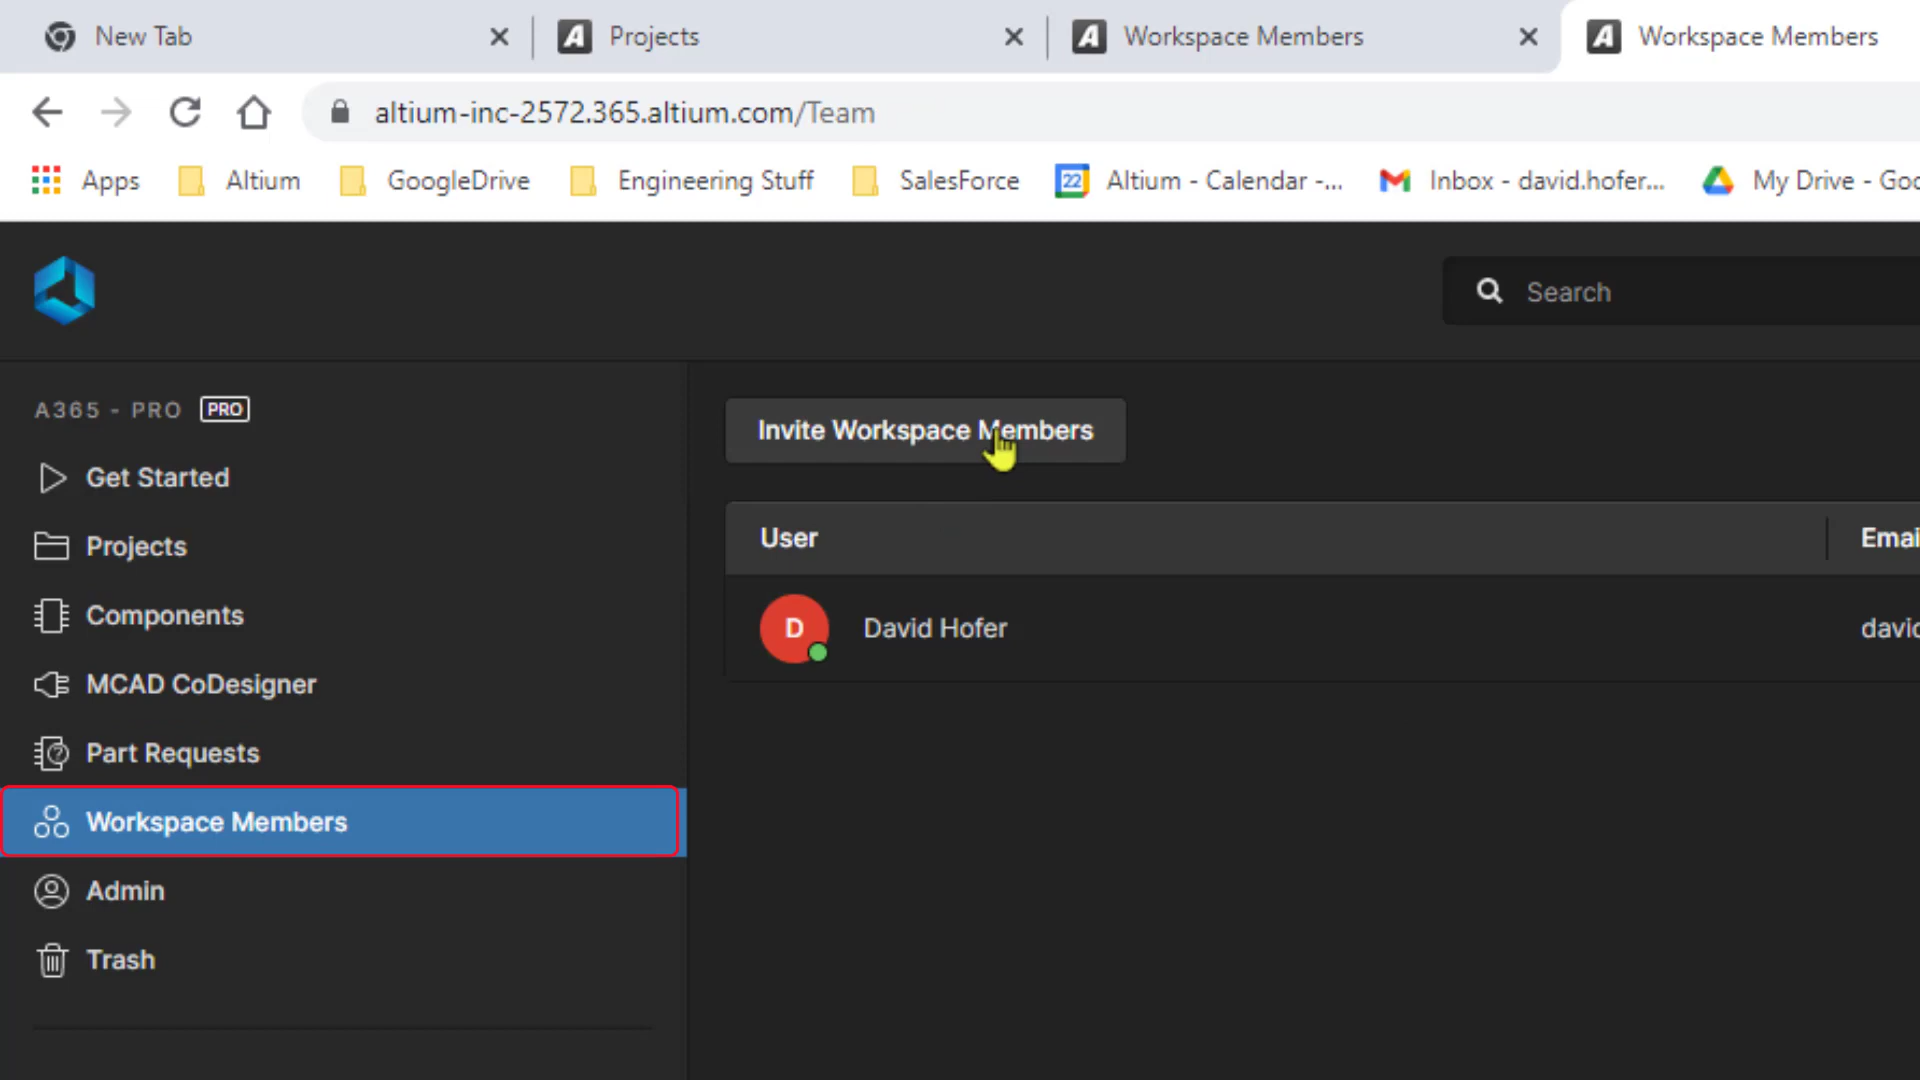 New Tab
Projects
Workspace Members
Workspace Members
altium-inc-2572.365.altium.com/Team
Apps
Altium
GoogleDrive
Engineering Stuff
SalesForce
22
Altium - Calendar -...
Inbox - david.hofer...
My Drive - Goo
Search
A365 - PRO PRO
Get Started
Projects
Components
MCAD CoDesigner
Part Requests
Workspace Members
Admin
Trash
Invite Workspace Members
User
Emai
D
David Hofer
david